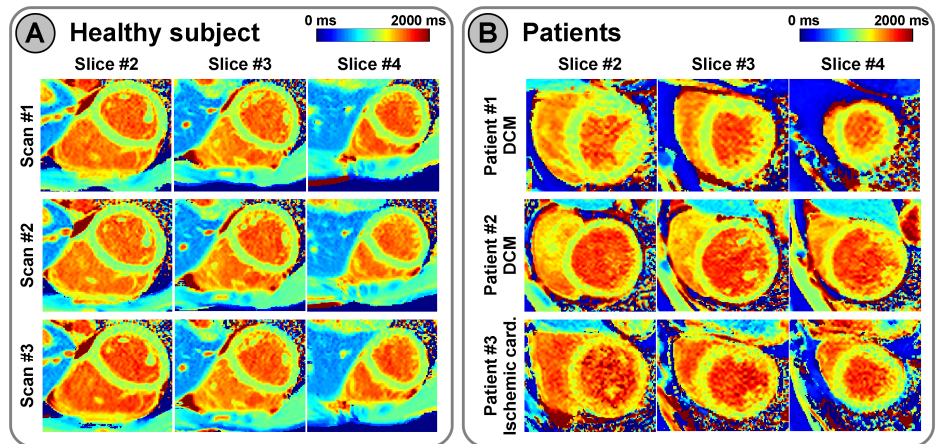 A Healthy subject
0 ms 2000 ms
Slice #2 Slice #3 Slice #4
Scan #1
Scan #2
Scan #3
B Patients
0 ms 2000 ms
Slice #2 Slice #3 Slice #4
Patient #1
DCM
Patient #2
DCM
Patient #3
Ischemic card.